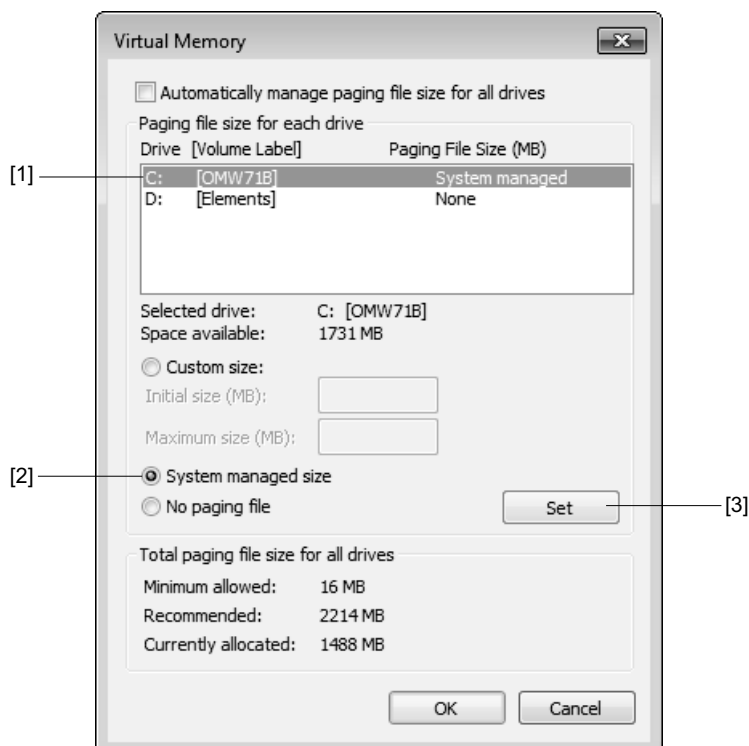 Virtual Memory
Automatically manage paging file size for all drives
Paging file size for each drive
Drive [Volume Label] Paging File Size (MB)
[1]
C: [OMW71B] System managed
D: [Elements] None
Selected drive: C: [OMW71B]
Space available: 1731 MB
Custom size:
Initial size (MB):
Maximum size (MB):
[2]
System managed size
No paging file
Set
[3]
Total paging file size for all drives
Minimum allowed: 16 MB
Recommended: 2214 MB
Currently allocated: 1488 MB
OK Cancel